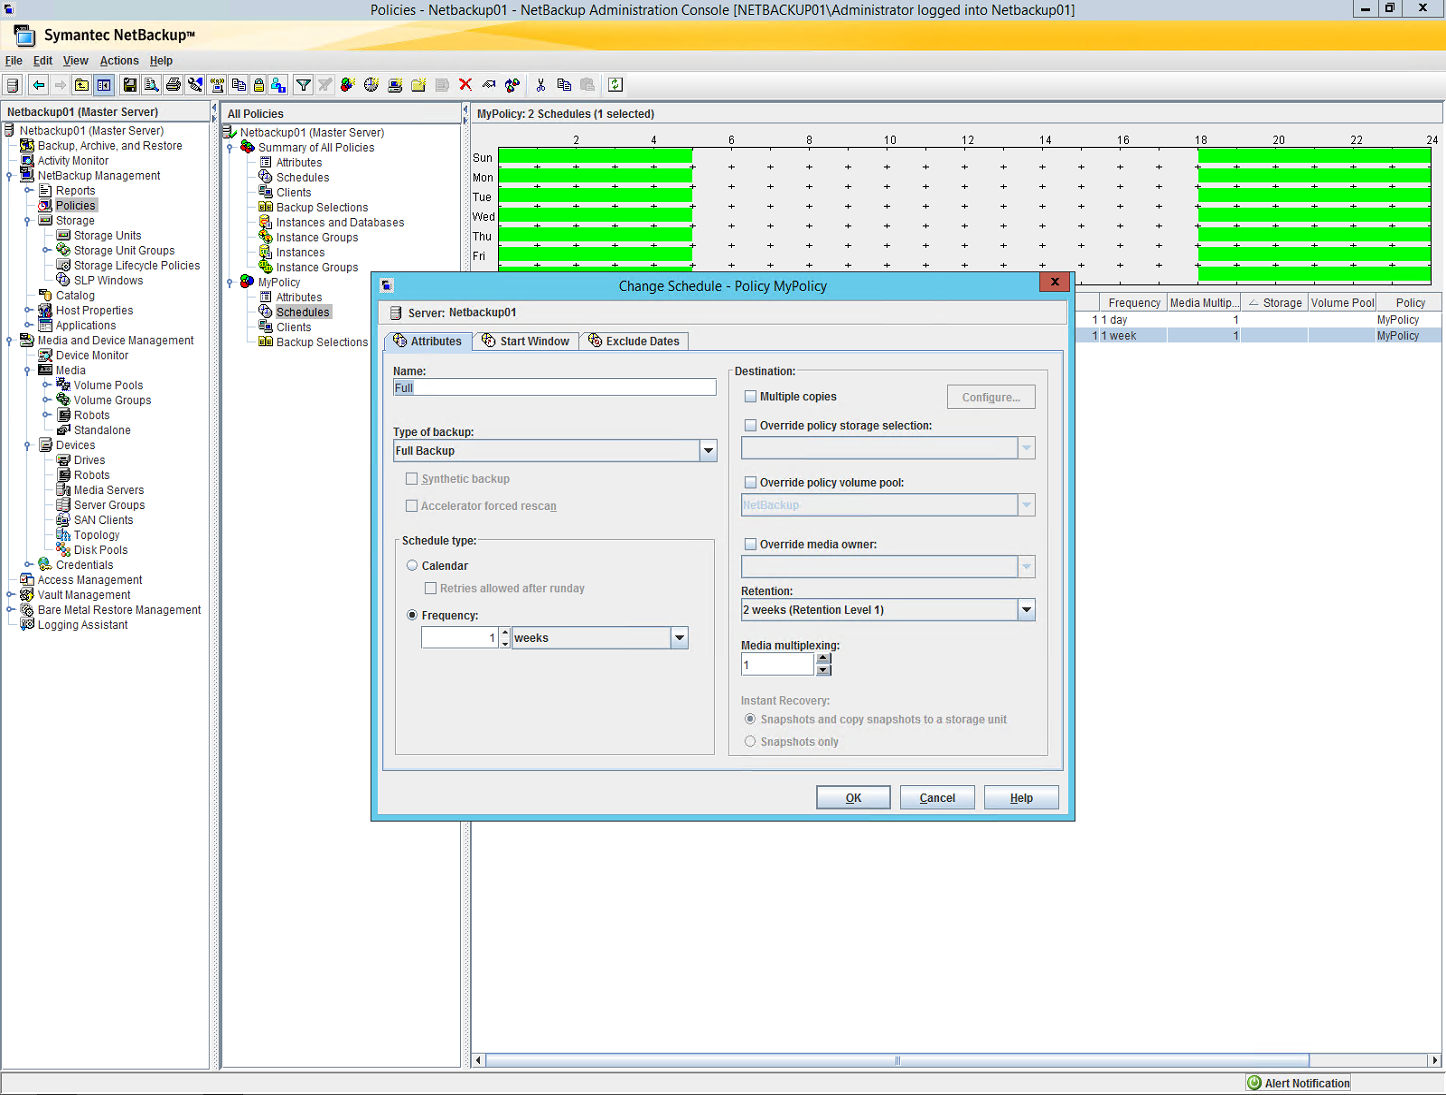 Policies - Netbackup01 - NetBackup Administration Console [NETBACKUP01\Administrator logged into Netbackup01]
Symantec NetBackup™
File Edit View Actions Help
Netbackup01 (Master Server)
Netbackup01 (Master Server)
Backup, Archive, and Restore
Activity Monitor
NetBackup Management
Reports
Policies
Storage
Storage Units
Storage Unit Groups
Storage Lifecycle Policies
SLP Windows
Catalog
Host Properties
Applications
Media and Device Management
Device Monitor
Media
Volume Pools
Volume Groups
Robots
Standalone
Devices
Drives
Robots
Media Servers
Server Groups
SAN Clients
Topology
Disk Pools
Credentials
Access Management
Vault Management
Bare Metal Restore Management
Logging Assistant
All Policies
Netbackup01 (Master Server)
Summary of All Policies
Attributes
Schedules
Clients
Backup Selections
Instances and Databases
Instance Groups
Instances
Instance Groups
MyPolicy
Attributes
Schedules
Clients
Backup Selections
MyPolicy: 2 Schedules (1 selected)
2 4 6 8 10 12 14 16 18 20 22 24
Sun
Mon
Tue
Wed
Thu
Fri
Frequency Media Multip... Storage Volume Pool Policy
1 1 day 1 MyPolicy
1 1 week 1 MyPolicy
Change Schedule - Policy MyPolicy
Server: Netbackup01
Attributes Start Window Exclude Dates
Name:
Full
Type of backup:
Full Backup
Synthetic backup
Accelerator forced rescan
Schedule type:
Calendar
Retries allowed after runday
Frequency:
1 weeks
Destination:
Multiple copies Configure...
Override policy storage selection:
Override policy volume pool:
NetBackup
Override media owner:
Retention:
2 weeks (Retention Level 1)
Media multiplexing:
1
Instant Recovery:
Snapshots and copy snapshots to a storage unit
Snapshots only
OK Cancel Help
Alert Notification